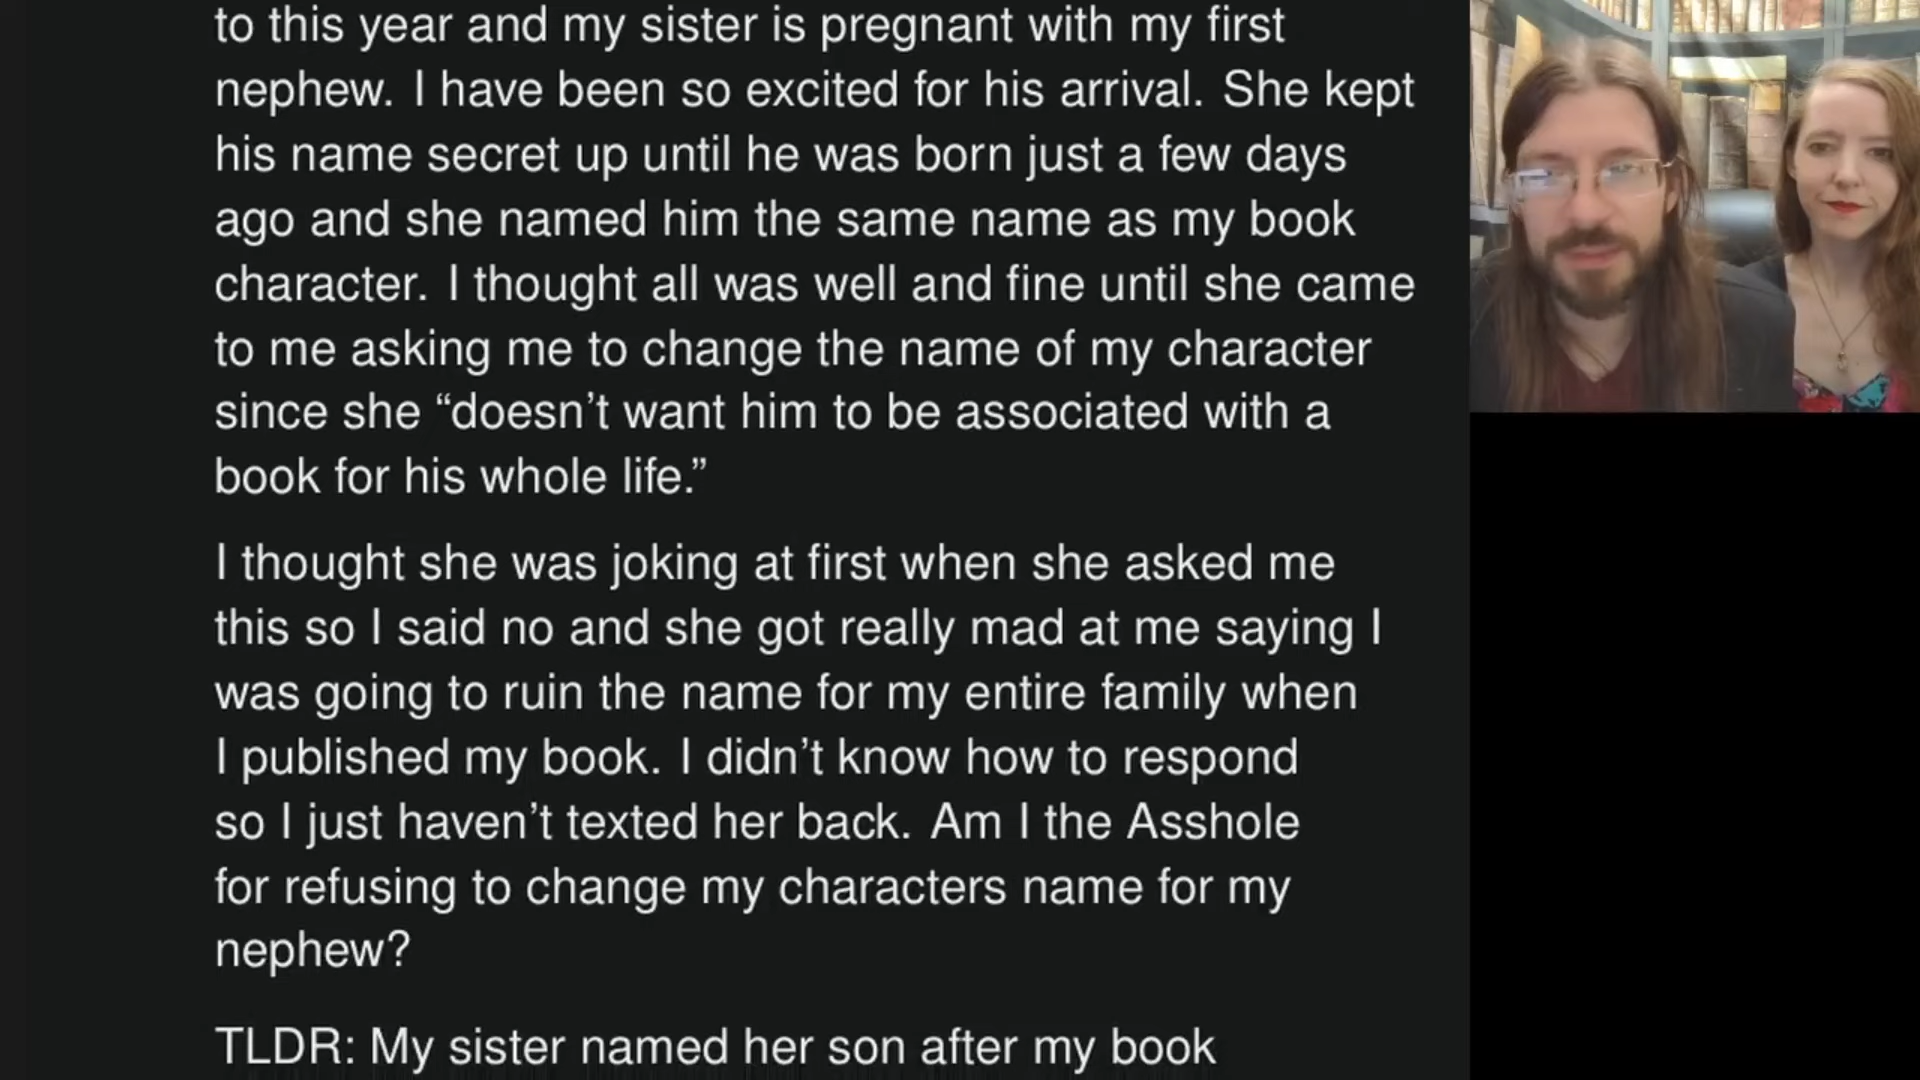 to this year and my sister is pregnant with my first
nephew. I have been so excited for his arrival. She kept
his name secret up until he was born just a few days
ago and she named him the same name as my book
character. I thought all was well and fine until she came
to me asking me to change the name of my character
since she “doesn’t want him to be associated with a
book for his whole life.”
I thought she was joking at first when she asked me
this so I said no and she got really mad at me saying I
was going to ruin the name for my entire family when
I published my book. I didn’t know how to respond
so I just haven’t texted her back. Am I the Asshole
for refusing to change my characters name for my
nephew?
TLDR: My sister named her son after my book